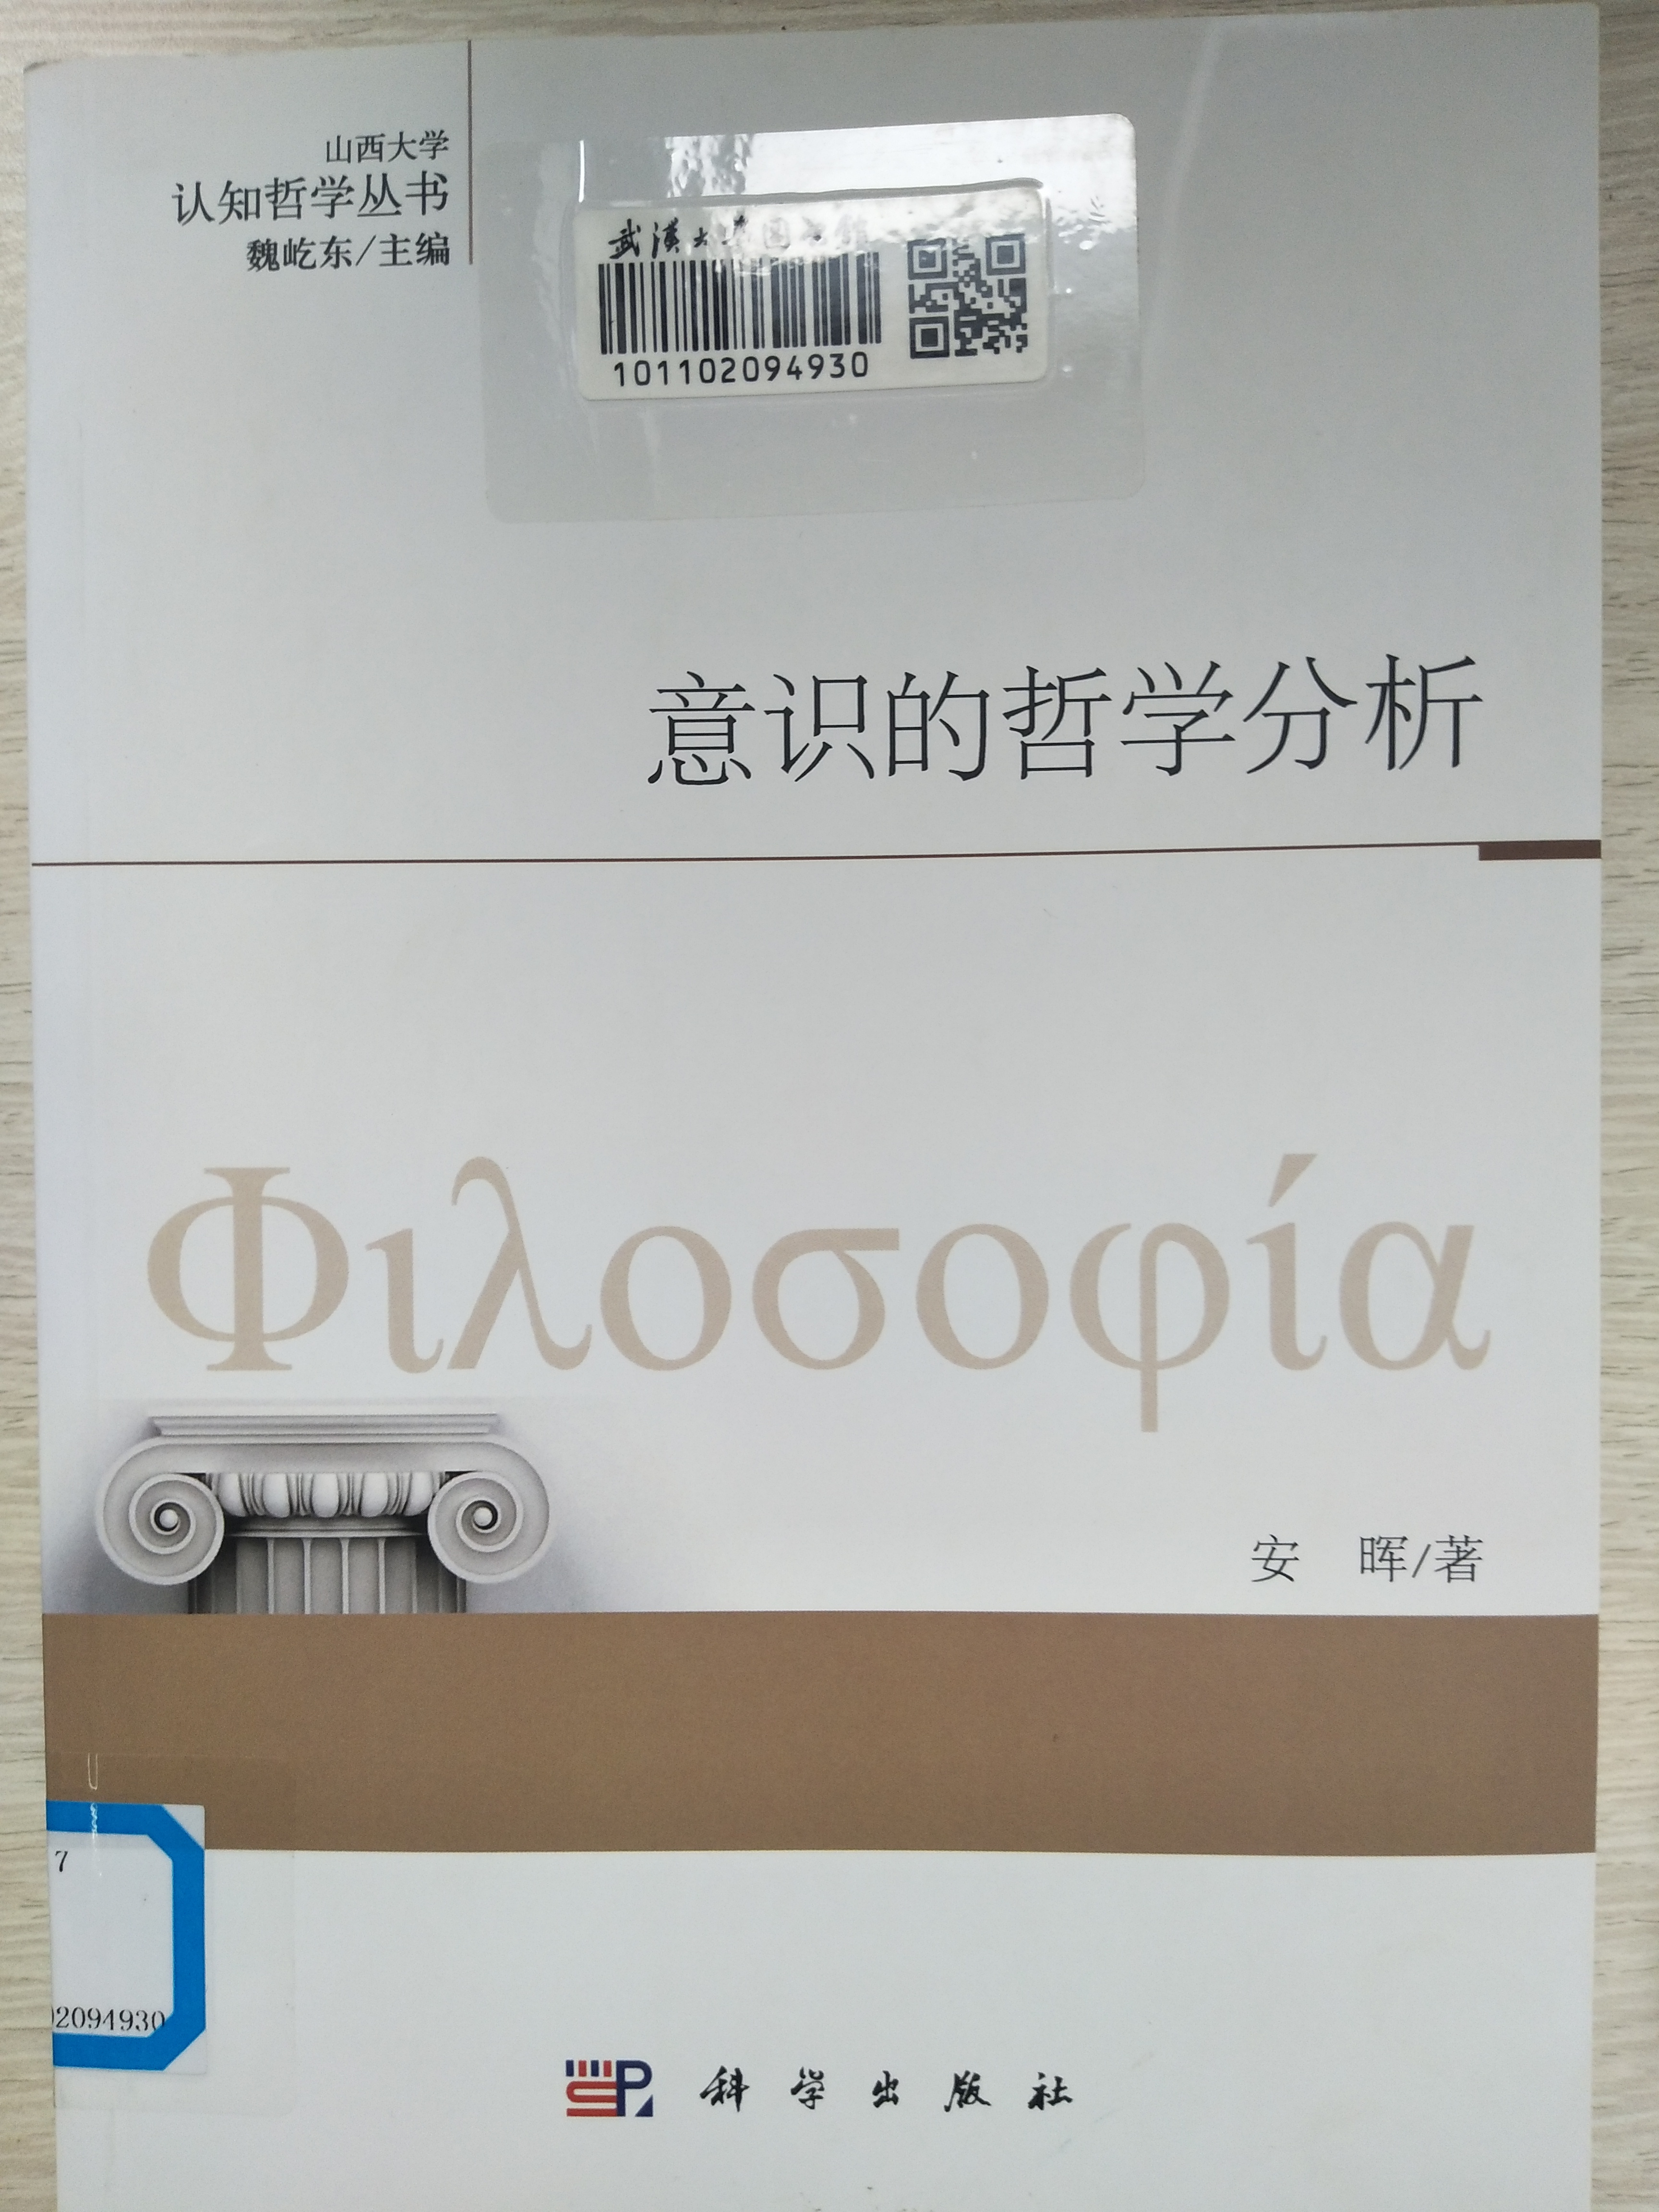 山西大学
认知哲学丛书
魏屹东/主编
武漢大学图书馆
101102094930
意识的哲学分析
Φιλοσοφία
安 晖/著
7
02094930
科学出版社